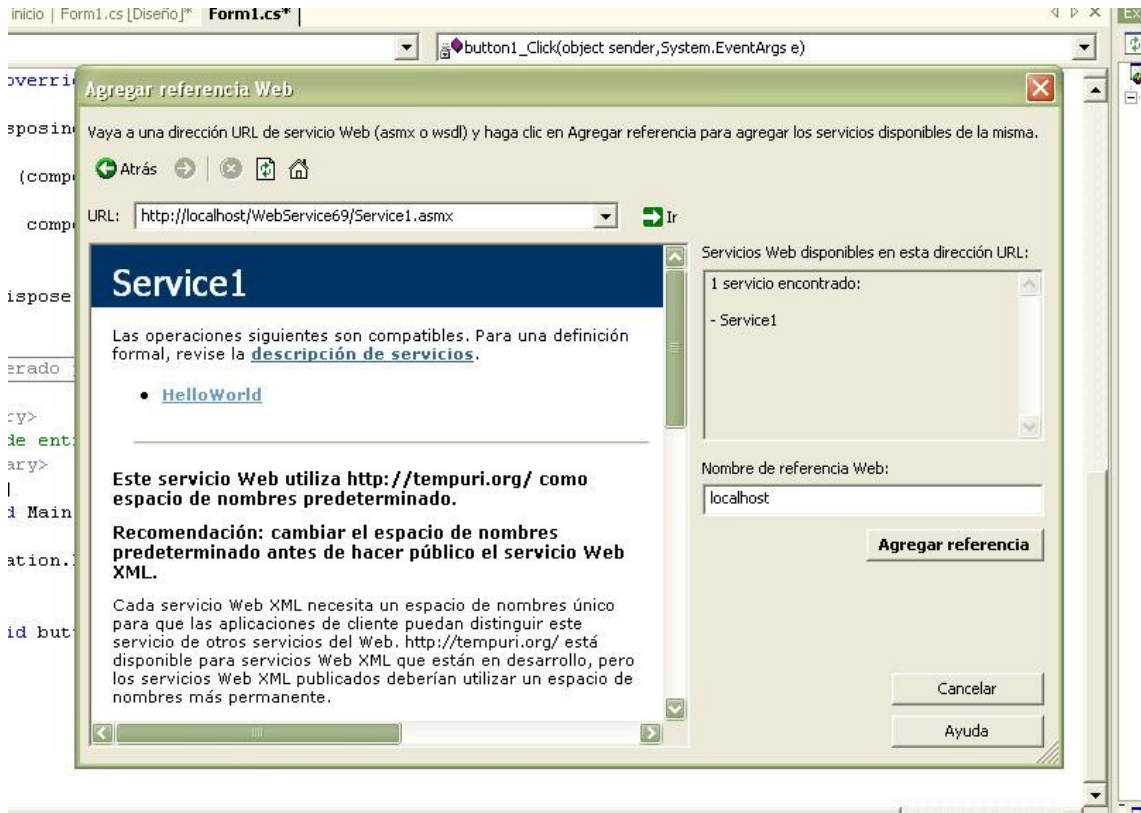 inicio | Form1.cs [Diseño]* Form1.cs*
button1_Click(object sender,System.EventArgs e)
Agregar referencia Web
Vaya a una dirección URL de servicio Web (asmx o wsdl) y haga clic en Agregar referencia para agregar los servicios disponibles de la misma.
Atrás
URL: http://localhost/WebService69/Service1.asmx Ir
Service1
Las operaciones siguientes son compatibles. Para una definición
formal, revise la descripción de servicios.
• HelloWorld
Este servicio Web utiliza http://tempuri.org/ como
espacio de nombres predeterminado.
Recomendación: cambiar el espacio de nombres
predeterminado antes de hacer público el servicio Web
XML.
Cada servicio Web XML necesita un espacio de nombres único
para que las aplicaciones de cliente puedan distinguir este
servicio de otros servicios del Web. http://tempuri.org/ está
disponible para servicios Web XML que están en desarrollo, pero
los servicios Web XML publicados deberían utilizar un espacio de
nombres más permanente.
Servicios Web disponibles en esta dirección URL:
1 servicio encontrado:
- Service1
Nombre de referencia Web:
localhost
Agregar referencia
Cancelar
Ayuda
overri
sposin
(comp
comp
ispose
erado
ry>
de ent
ary>
d Main
ation.
id but
Ex